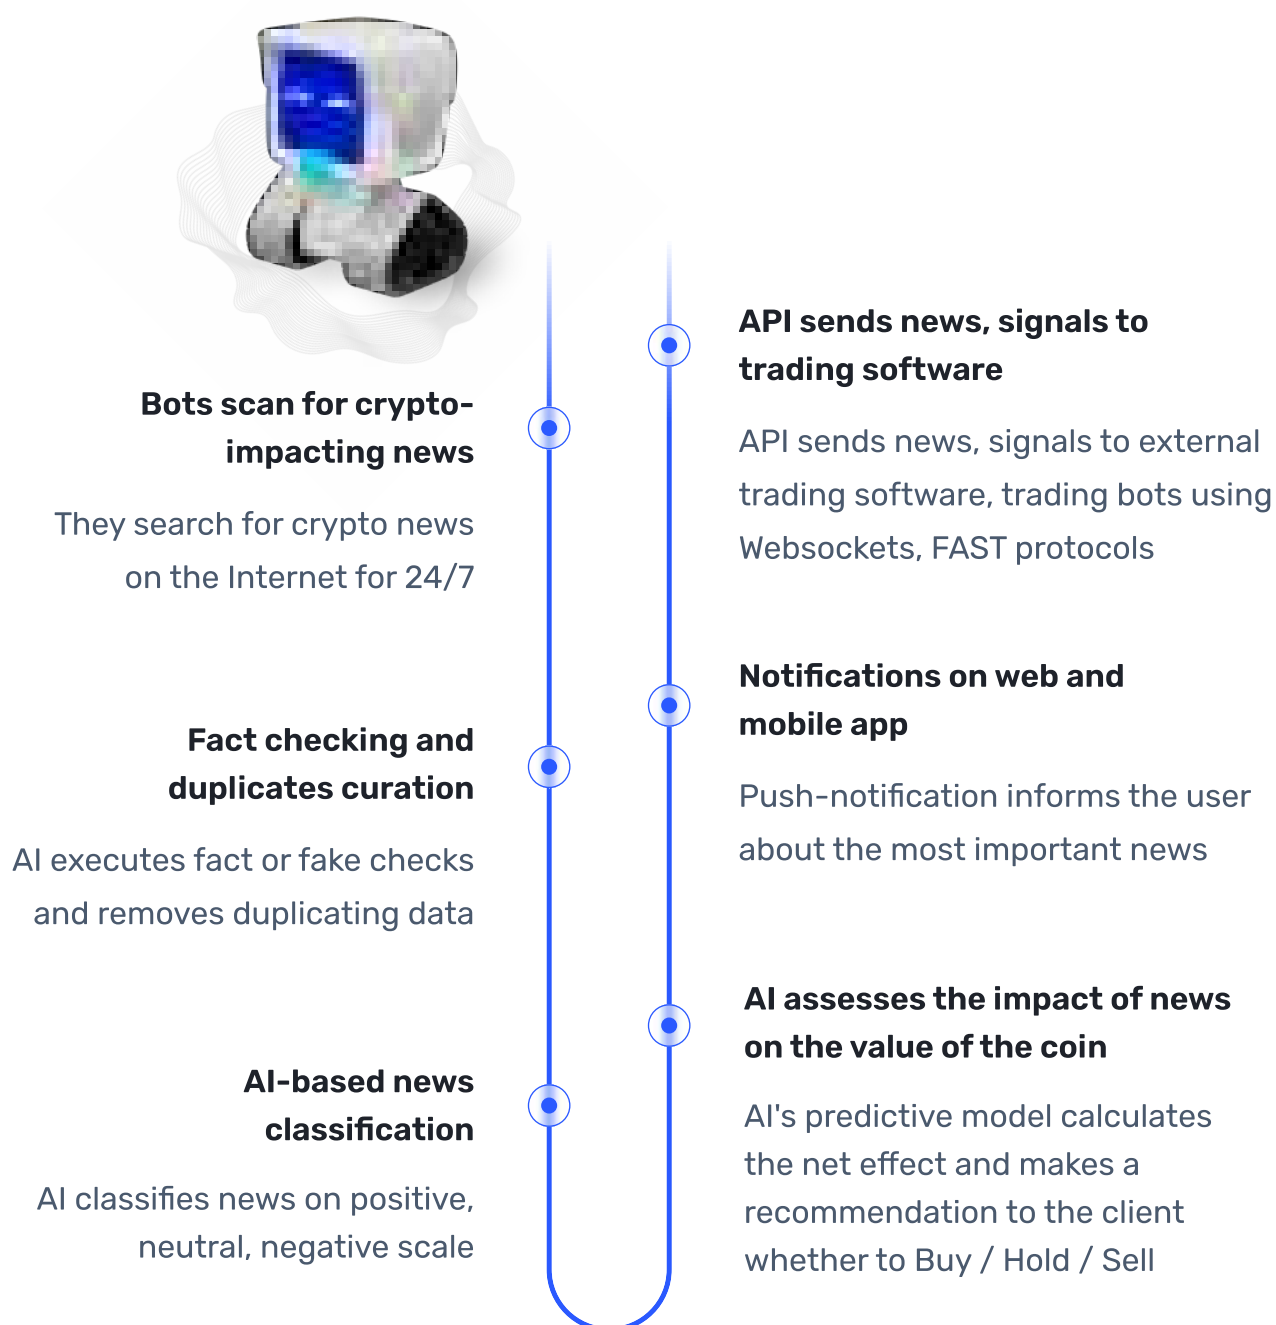 Bots scan for crypto-
impacting news
They search for crypto news
on the Internet for 24/7
Fact checking and
duplicates curation
AI executes fact or fake checks
and removes duplicating data
AI-based news
classification
AI classifies news on positive,
neutral, negative scale
API sends news, signals to
trading software
API sends news, signals to external
trading software, trading bots using
Websockets, FAST protocols
Notifications on web and
mobile app
Push-notification informs the user
about the most important news
AI assesses the impact of news
on the value of the coin
AI's predictive model calculates
the net effect and makes a
recommendation to the client
whether to Buy / Hold / Sell